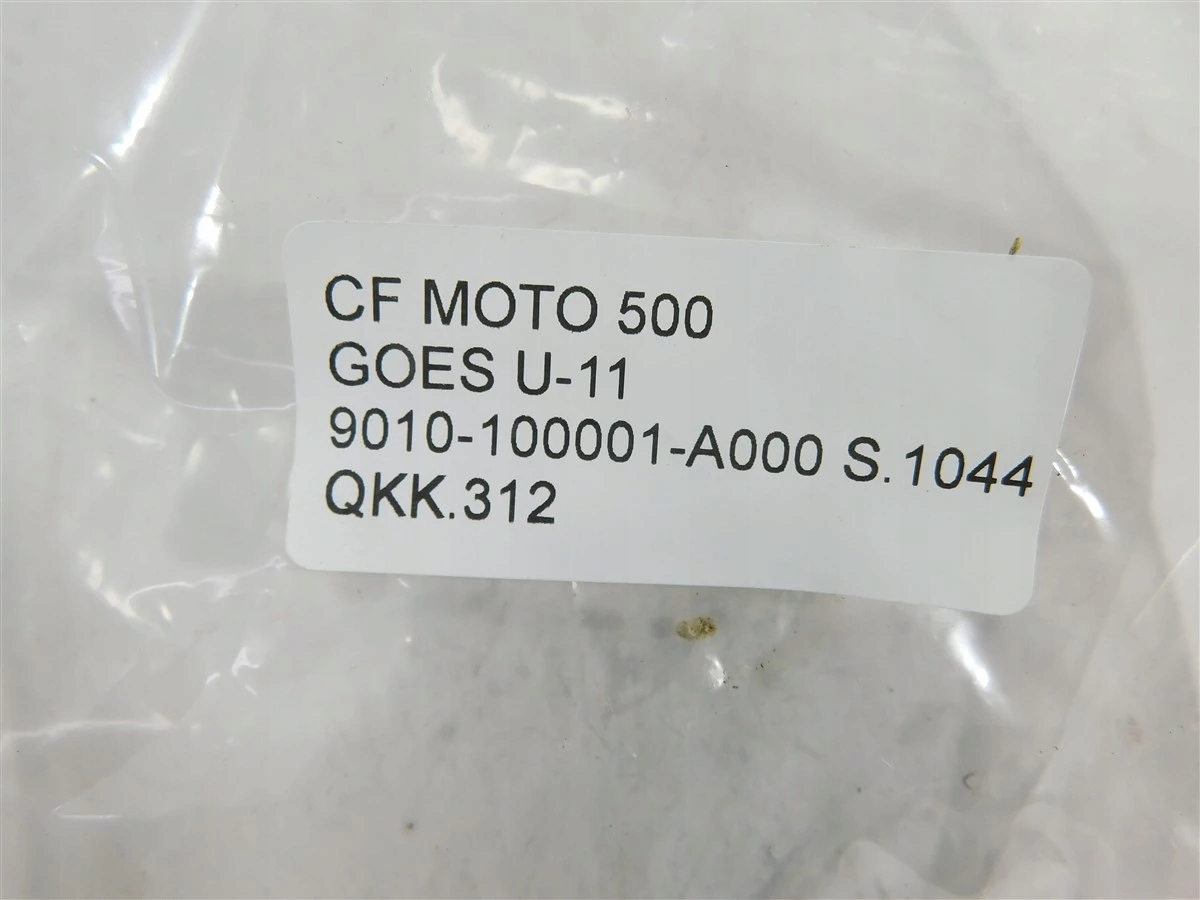 CF MOTO 500
GOES U-11
9010-100001-A000 S.1044
QKK.312